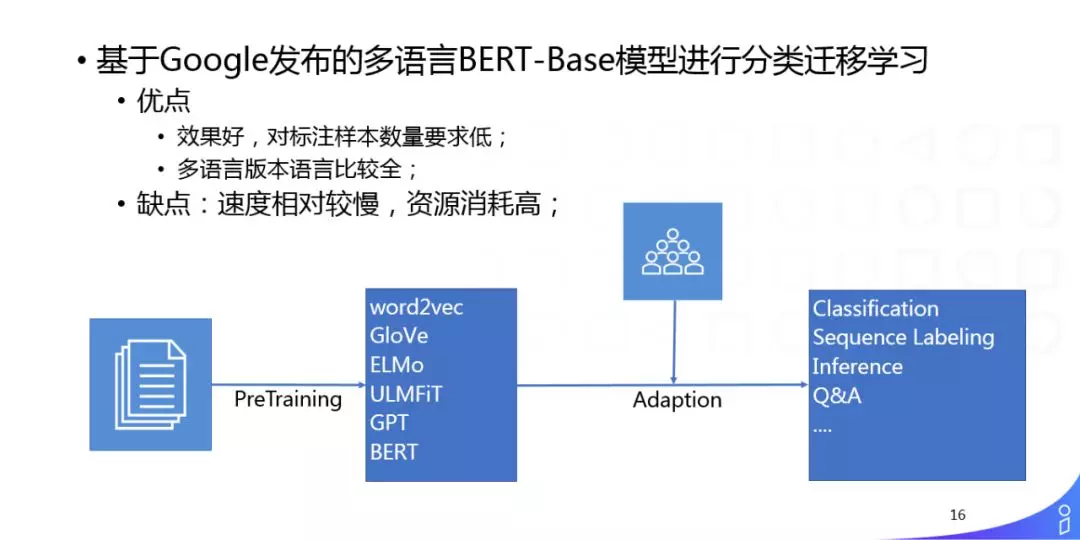 • 基于Google发布的多语言BERT-Base模型进行分类迁移学习
• 优点
• 效果好，对标注样本数量要求低；
• 多语言版本语言比较全；
• 缺点：速度相对较慢，资源消耗高；
PreTraining
word2vec
GloVe
ELMo
ULMFiT
GPT
BERT
Adaption
Classification
Sequence Labeling
Inference
Q&A
....
16